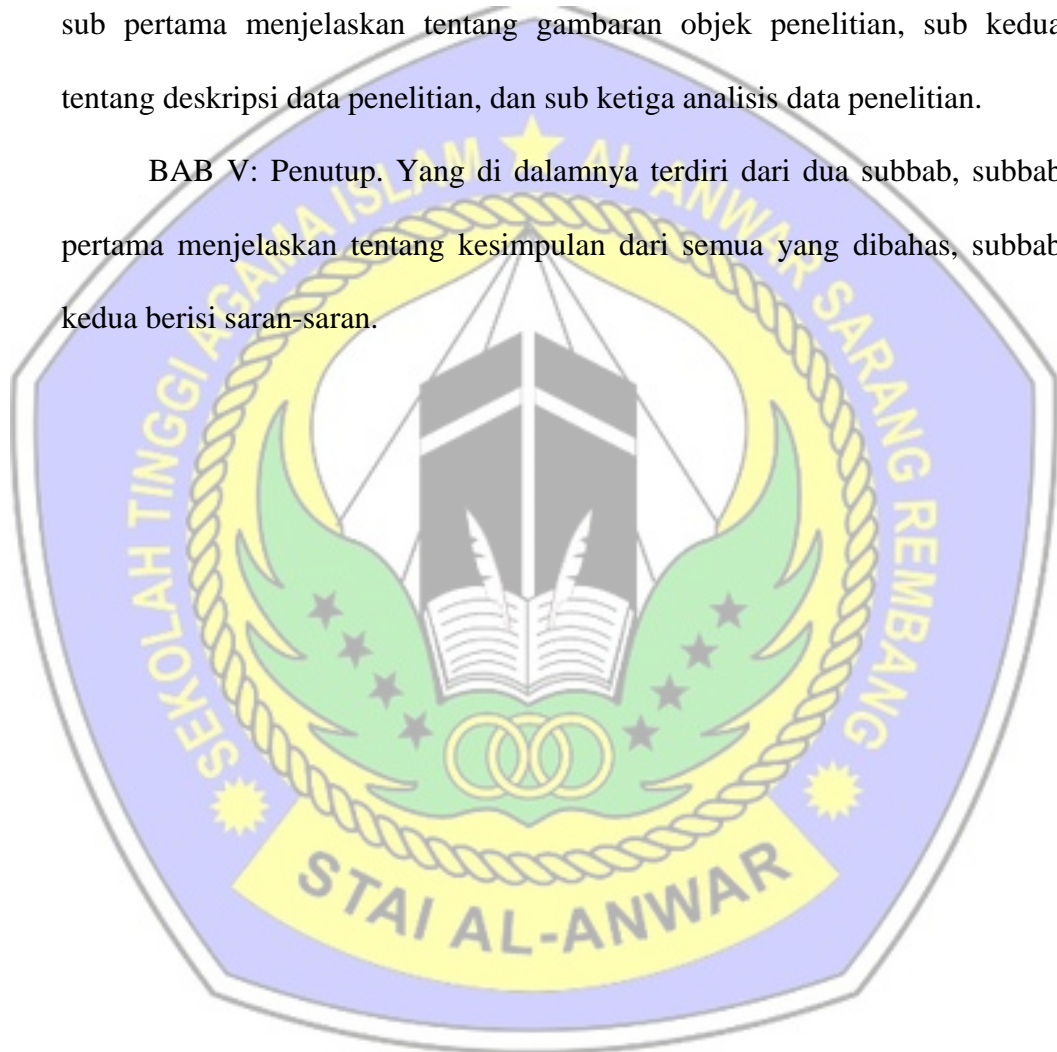 sub pertama menjelaskan tentang gambaran objek penelitian, sub kedua
tentang deskripsi data penelitian, dan sub ketiga analisis data penelitian.
BAB V: Penutup. Yang di dalamnya terdiri dari dua subbab, subbab
pertama menjelaskan tentang kesimpulan dari semua yang dibahas, subbab
kedua berisi saran-saran.
SEKOLAH TINGGI AGAMA ISLAM AL ANWAR SARANG REMBANG
STAI AL-ANWAR